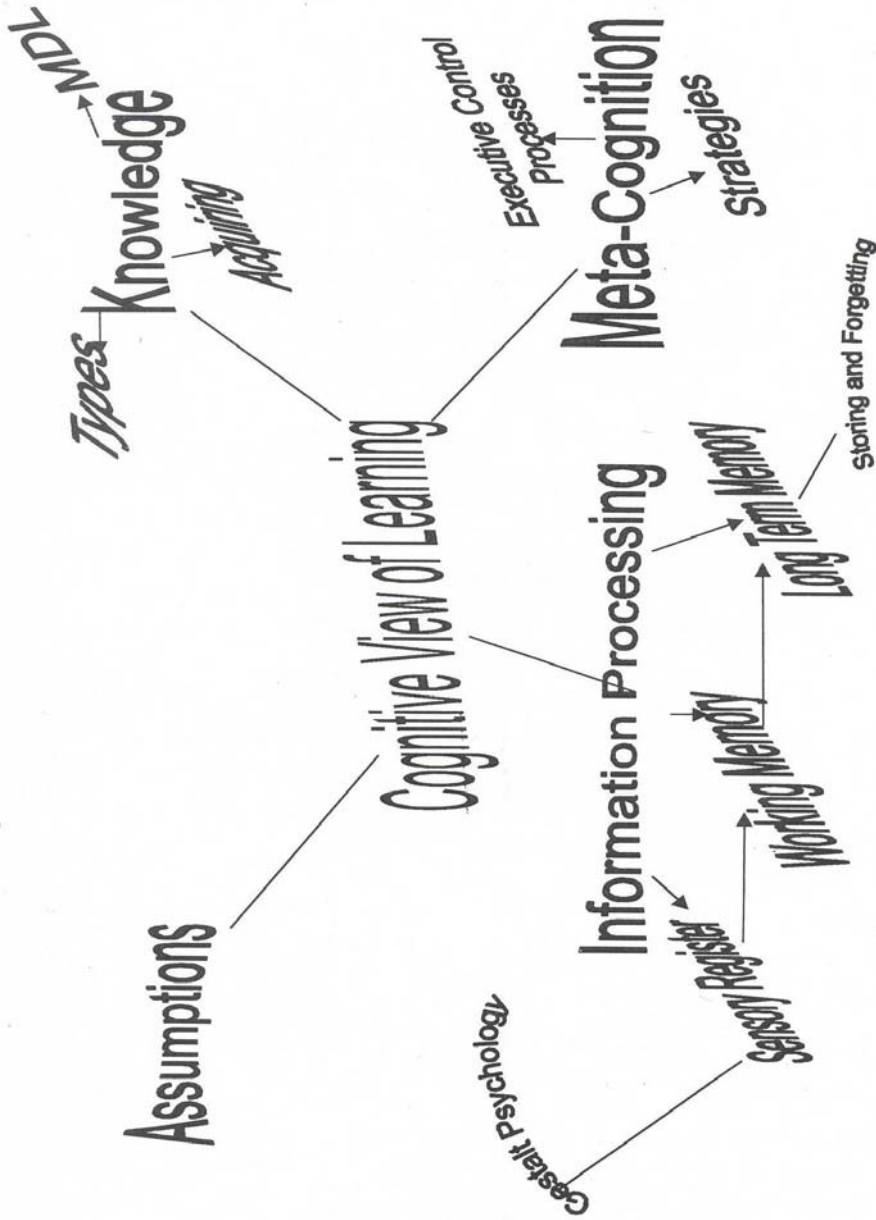 Assumptions
Types
Knowledge
MDL
Acquiring
Cognitive View of Learning
Gestalt Psychology
Information Processing
Sensory Register
Working Memory
Long Term Memory
Storing and Forgetting
Executive Control
Processes
Meta-Cognition
Strategies